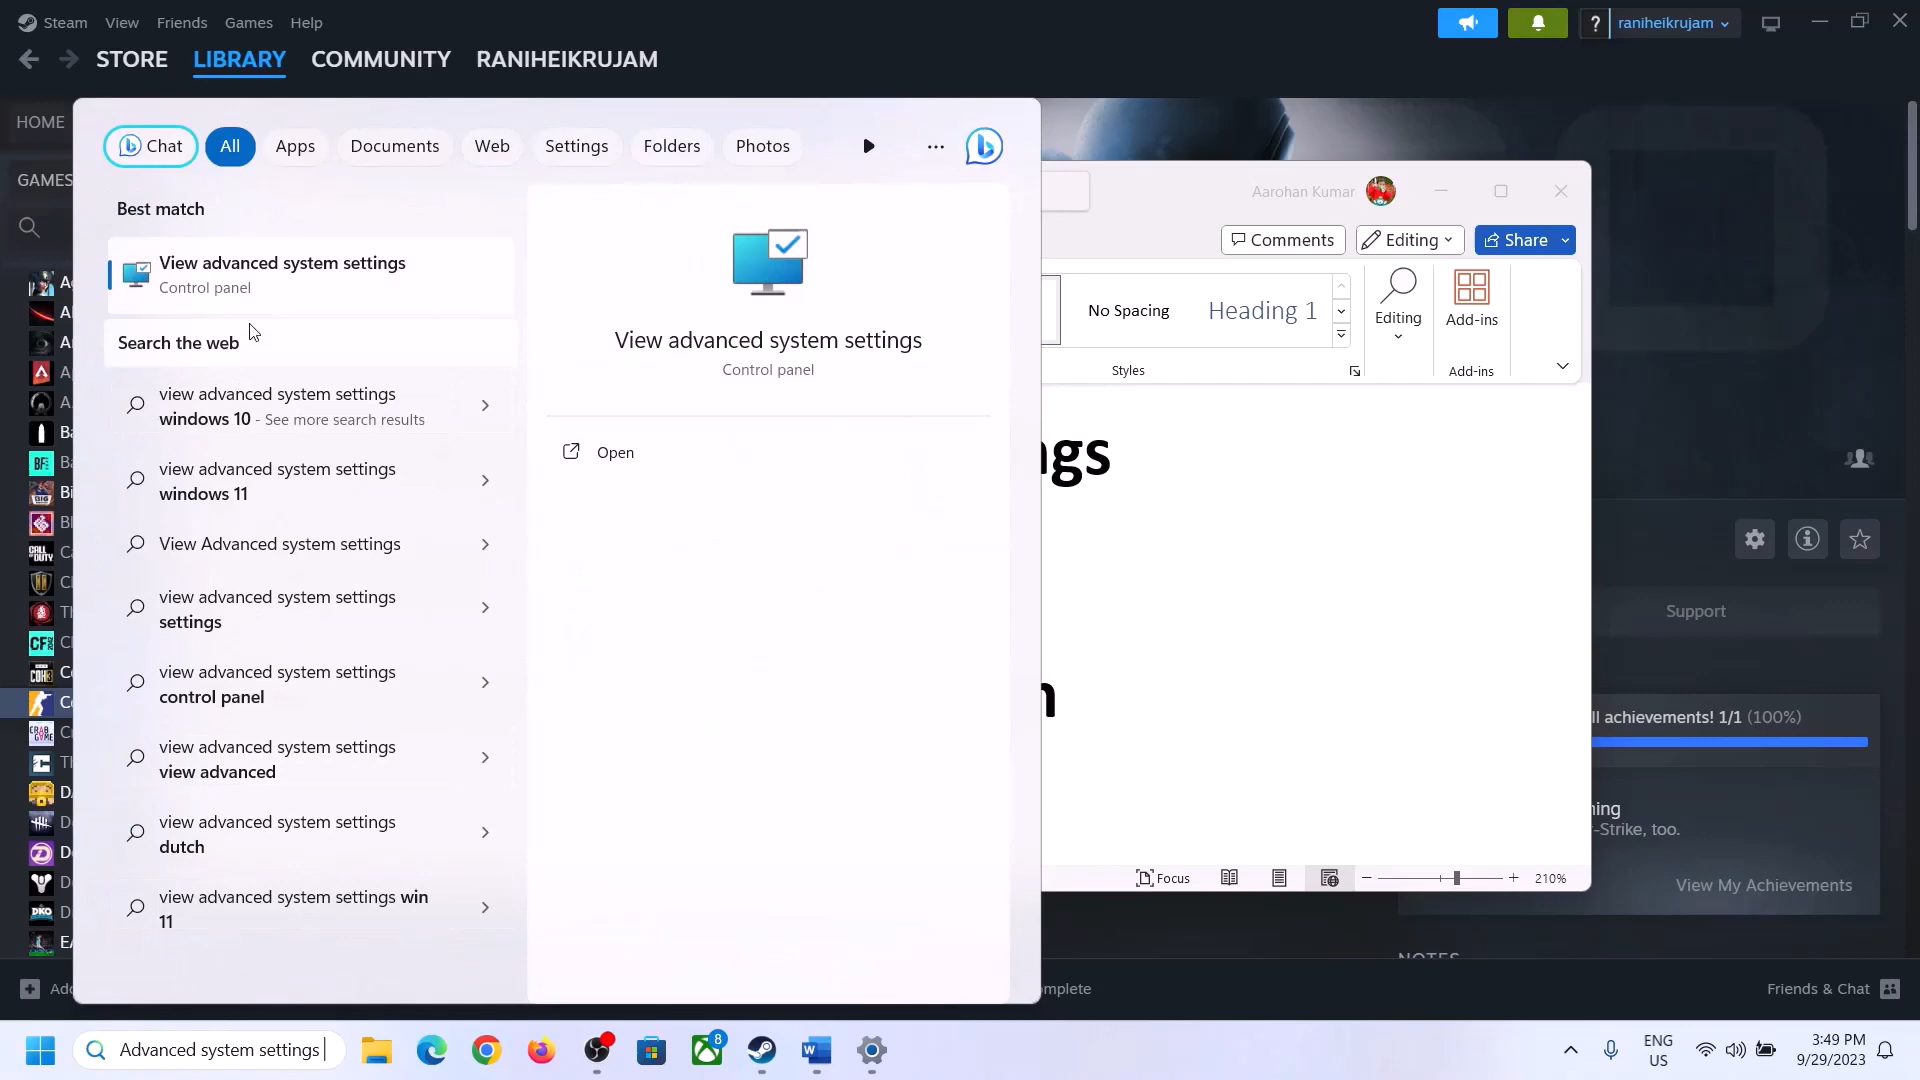 Steam View Friends Games Help
raniheikrujam
STORE LIBRARY COMMUNITY RANIHEIKRUJAM
HOME
GAMES
Chat All Apps Documents Web Settings Folders Photos
Best match
View advanced system settings
Control panel
Search the web
view advanced system settings
windows 10 - See more search results
view advanced system settings
windows 11
View Advanced system settings
view advanced system settings
settings
view advanced system settings
control panel
view advanced system settings
view advanced
view advanced system settings
dutch
view advanced system settings win
11
View advanced system settings
Control panel
Open
Aarohan Kumar
Comments Editing Share
No Spacing Heading 1
Editing
Add-ins
Styles
Add-ins
ngs
Focus
210%
Support
ll achievements! 1/1 (100%)
-Strike, too.
View My Achievements
NOTES
Friends & Chat
Advanced system settings
8
ENG
US
3:49 PM
9/29/2023